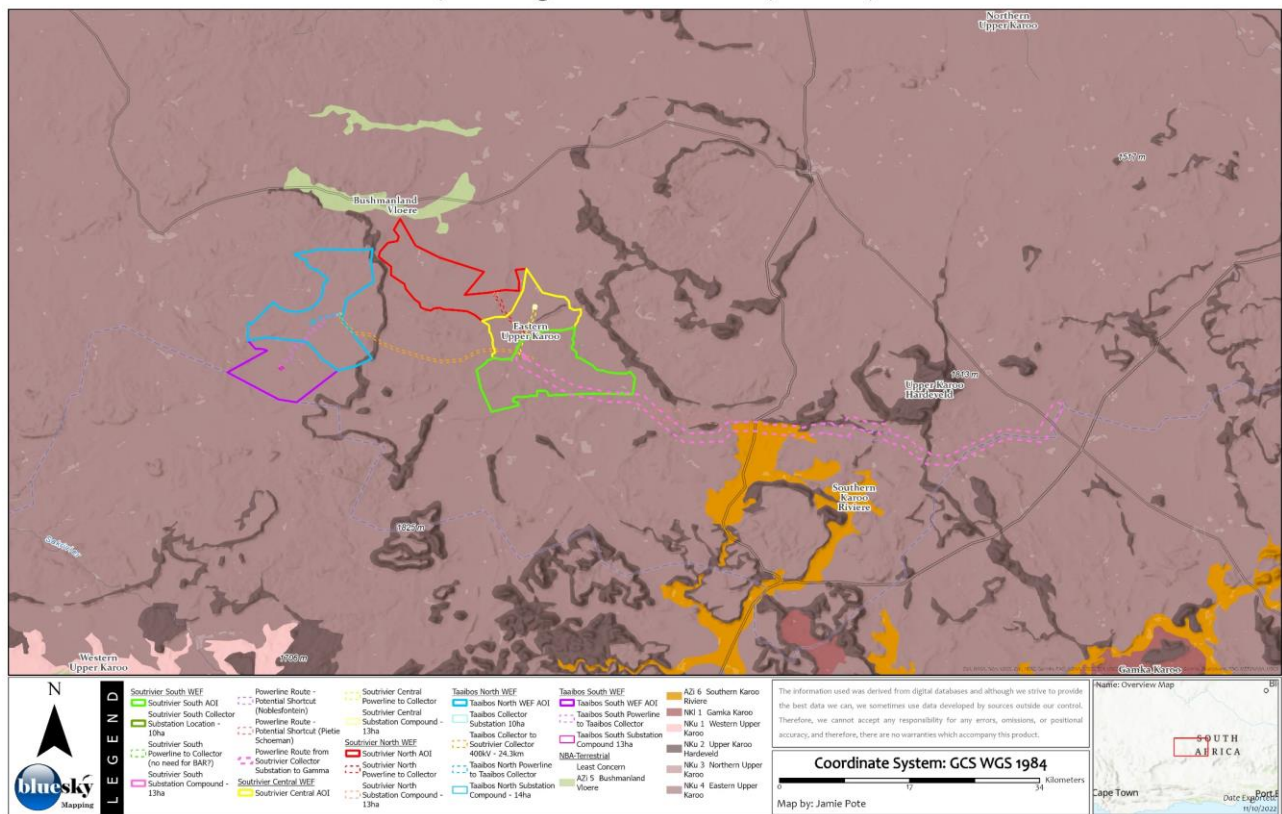 Northern
Upper Karoo
1517 m
Bushmanland
Vloere
Eastern
Upper Karoo
1813 m
Upper Karoo
Hardeveld
Southern
Karoo
Riviere
1825 m
Sakrivier
Western
Upper Karoo
1706 m
Gamka Karoo
N
bluesky
Mapping
LEGEND
Soutrivier South WEF
Soutrivier South AOI
Soutrivier South Collector
Substation Location -
10ha
Soutrivier South
Powerline to Collector
(no need for BAR?)
Soutrivier South
Substation Compound -
13ha
Powerline Route -
Potential Shortcut
(Noblesfontein)
Powerline Route -
Potential Shortcut (Pietie
Schoeman)
Powerline Route from
Soutrivier Collector
Substation to Gamma
Soutrivier Central WEF
Soutrivier Central AOI
Soutrivier Central
Powerline to Collector
Soutrivier Central
Substation Compound -
13ha
Soutrivier North WEF
Soutrivier North AOI
Soutrivier North
Powerline to Collector
Soutrivier North
Substation Compound -
13ha
Taaibos North WEF
Taaibos North WEF AOI
Taaibos Collector
Substation 10ha
Taaibos Collector to
Soutrivier Collector
400kV - 24,3km
Taaibos North Powerline
to Taaibos Collector
Taaibos North Substation
Compound - 14ha
Taaibos South WEF
Taaibos South WEF AOI
Taaibos South Powerline
to Taaibos Collector
Taaibos South Substation
Compound 13ha
NBA-Terrestrial
Least Concern
AZi 5 Bushmanland
Vloere
AZi 6 Southern Karoo
Riviere
NKl 1 Gamka Karoo
NKu 1 Western Upper
Karoo
NKu 2 Upper Karoo
Hardeveld
NKu 3 Northern Upper
Karoo
NKu 4 Eastern Upper
Karoo
The information used was derived from digital databases and although we strive to provide
the best data we can, we sometimes use data developed by sources outside our control.
Therefore, we cannot accept any responsibility for any errors, omissions, or positional
accuracy, and therefore, there are no warranties which accompany this product.
Coordinate System: GCS WGS 1984
Kilometers
0 17 34
Map by: Jamie Pote
Name: Overview Map
SOUTH
AFRICA
Cape Town
Port E
Date Exported:
11/10/2022